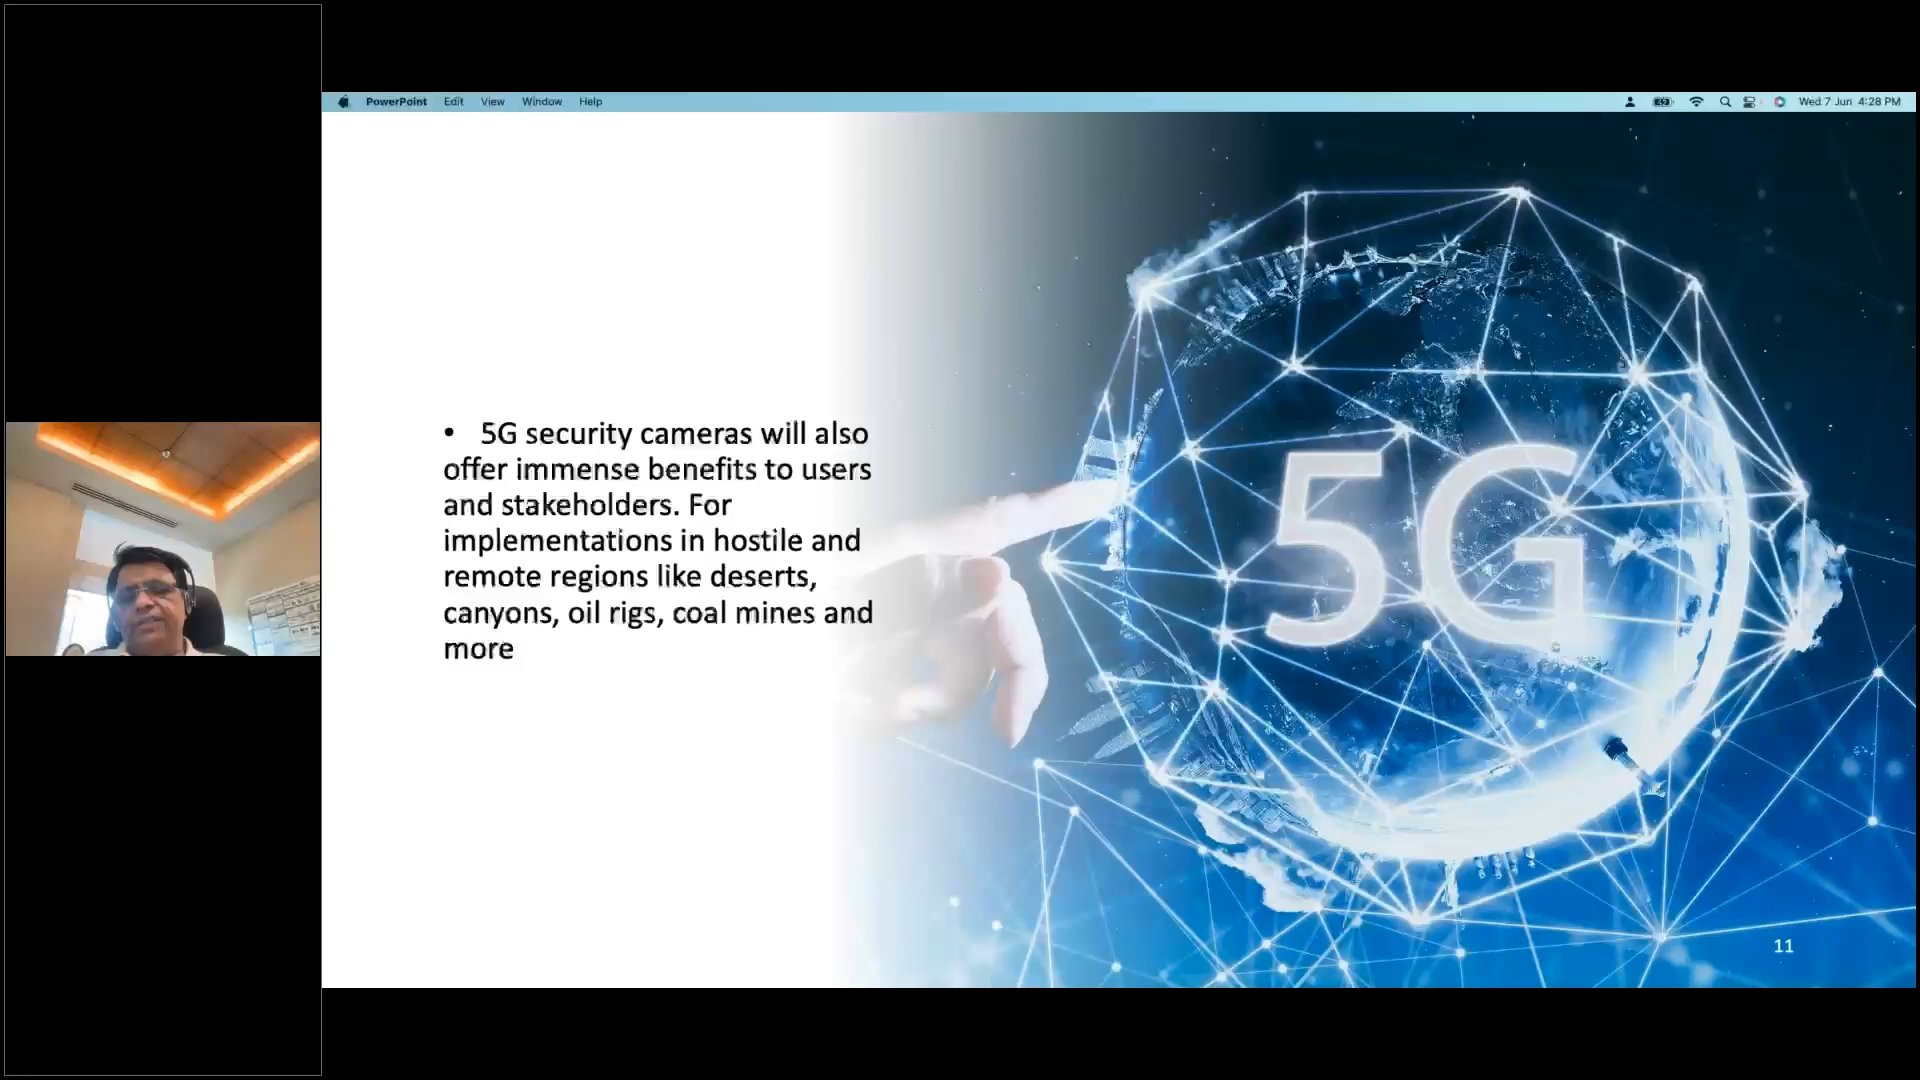 PowerPoint Edit View Window Help
Wed 7 Jun 4:28 PM
• 5G security cameras will also
offer immense benefits to users
and stakeholders. For
implementations in hostile and
remote regions like deserts,
canyons, oil rigs, coal mines and
more
5G
11